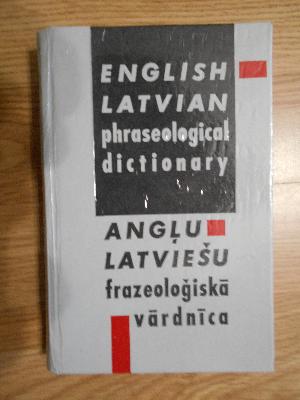 ENGLISH
LATVIAN
phraseological
dictionary
ANGĻU
LATVIEŠU
frazeoloģiskā
vārdnīca